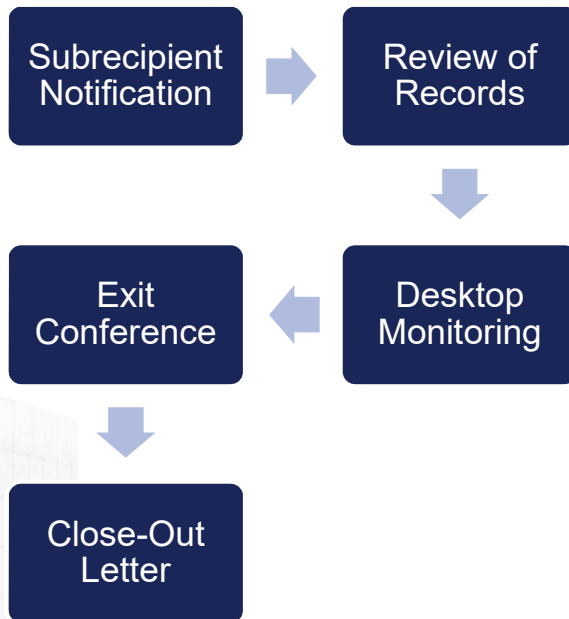 Subrecipient
Notification
Review of
Records
Desktop
Monitoring
Exit
Conference
Close-Out
Letter